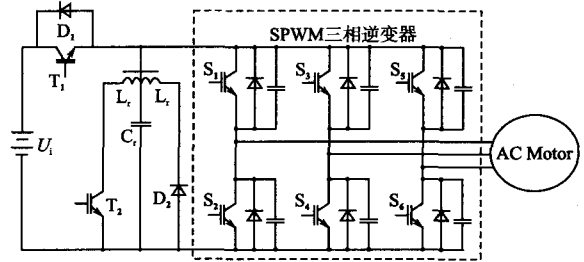 D₁
T₁
SPWM三相逆变器
S₁
S₃
S₅
Lᵣ
Lᵣ
Cᵣ
Uᵢ
AC Motor
T₂
D₂
S₂
S₄
S₆